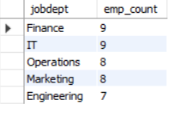 jobdept emp_count
Finance 9
IT 9
Operations 8
Marketing 8
Engineering 7